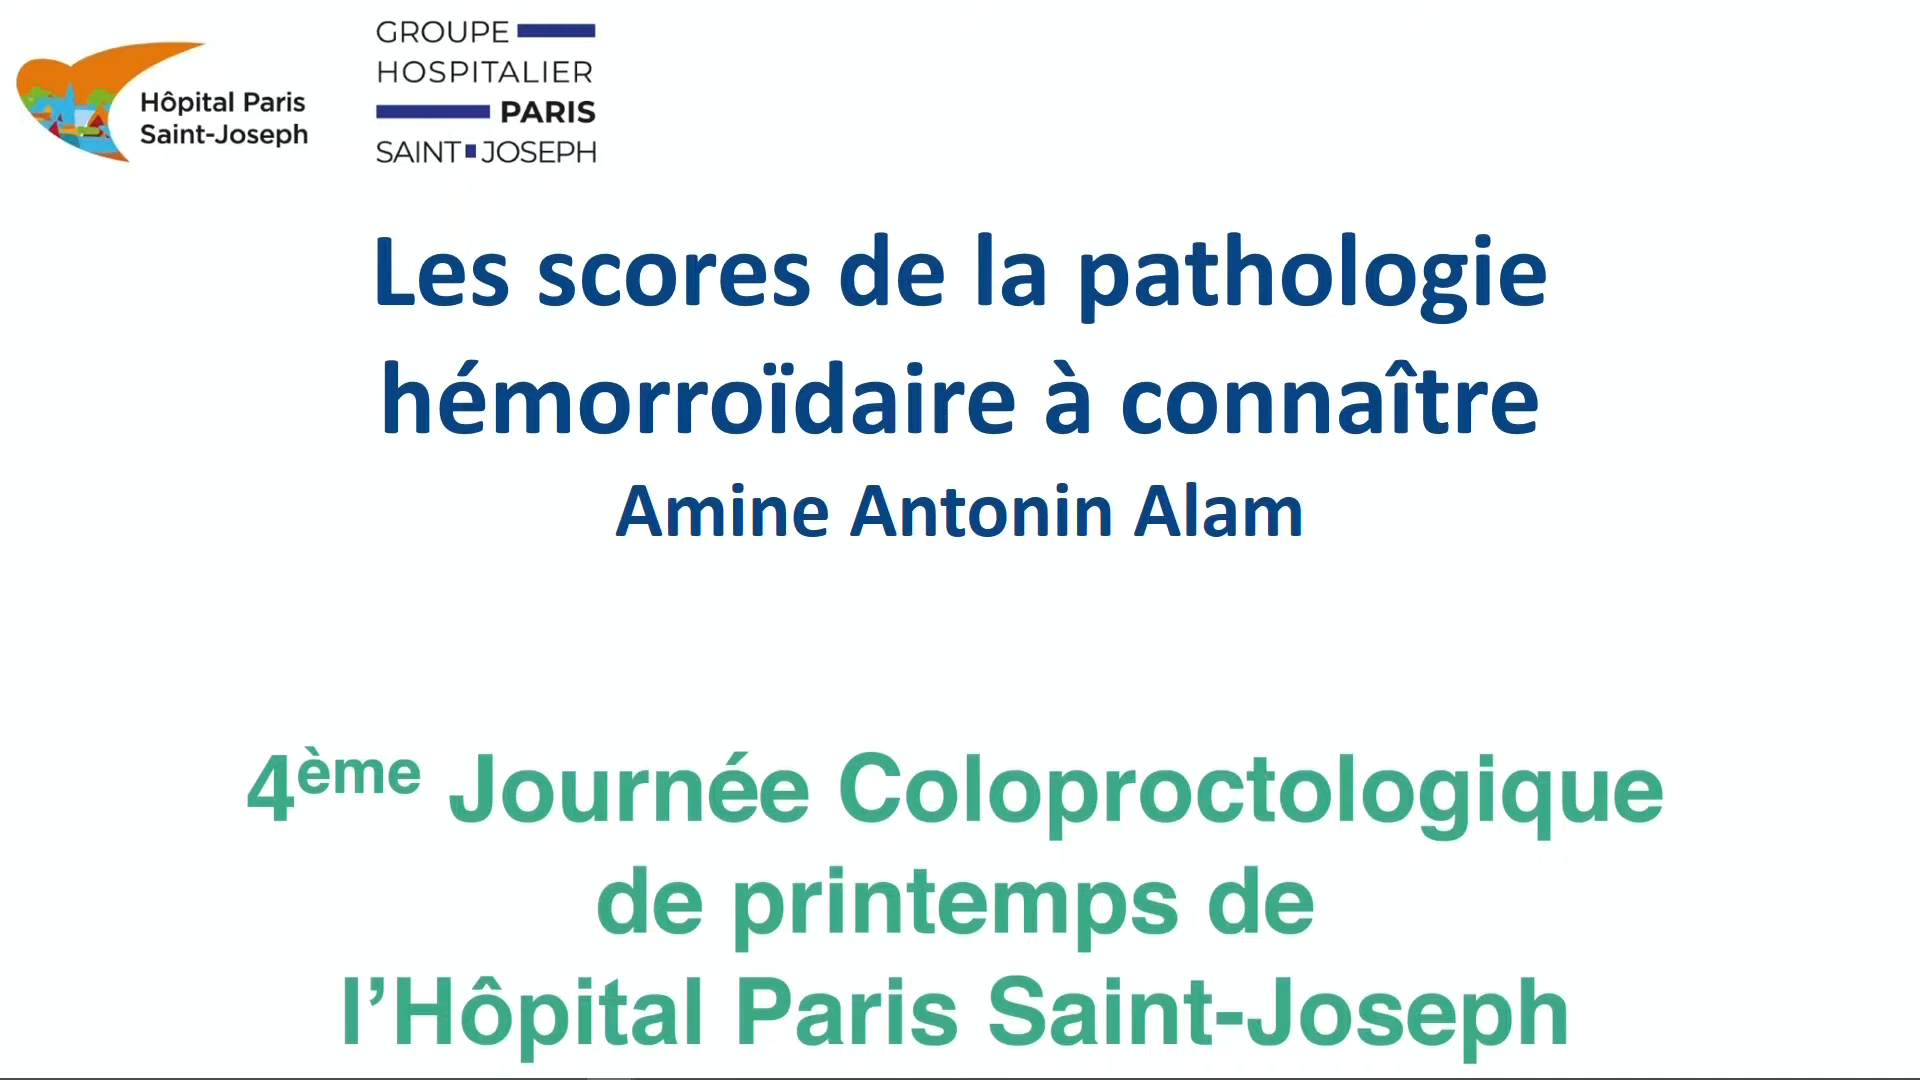 Hôpital Paris
Saint-Joseph
GROUPE
HOSPITALIER
PARIS
SAINT JOSEPH
Les scores de la pathologie
hémorroïdaire à connaître
Amine Antonin Alam
4ème Journée Coloproctologique
de printemps de
l’Hôpital Paris Saint-Joseph